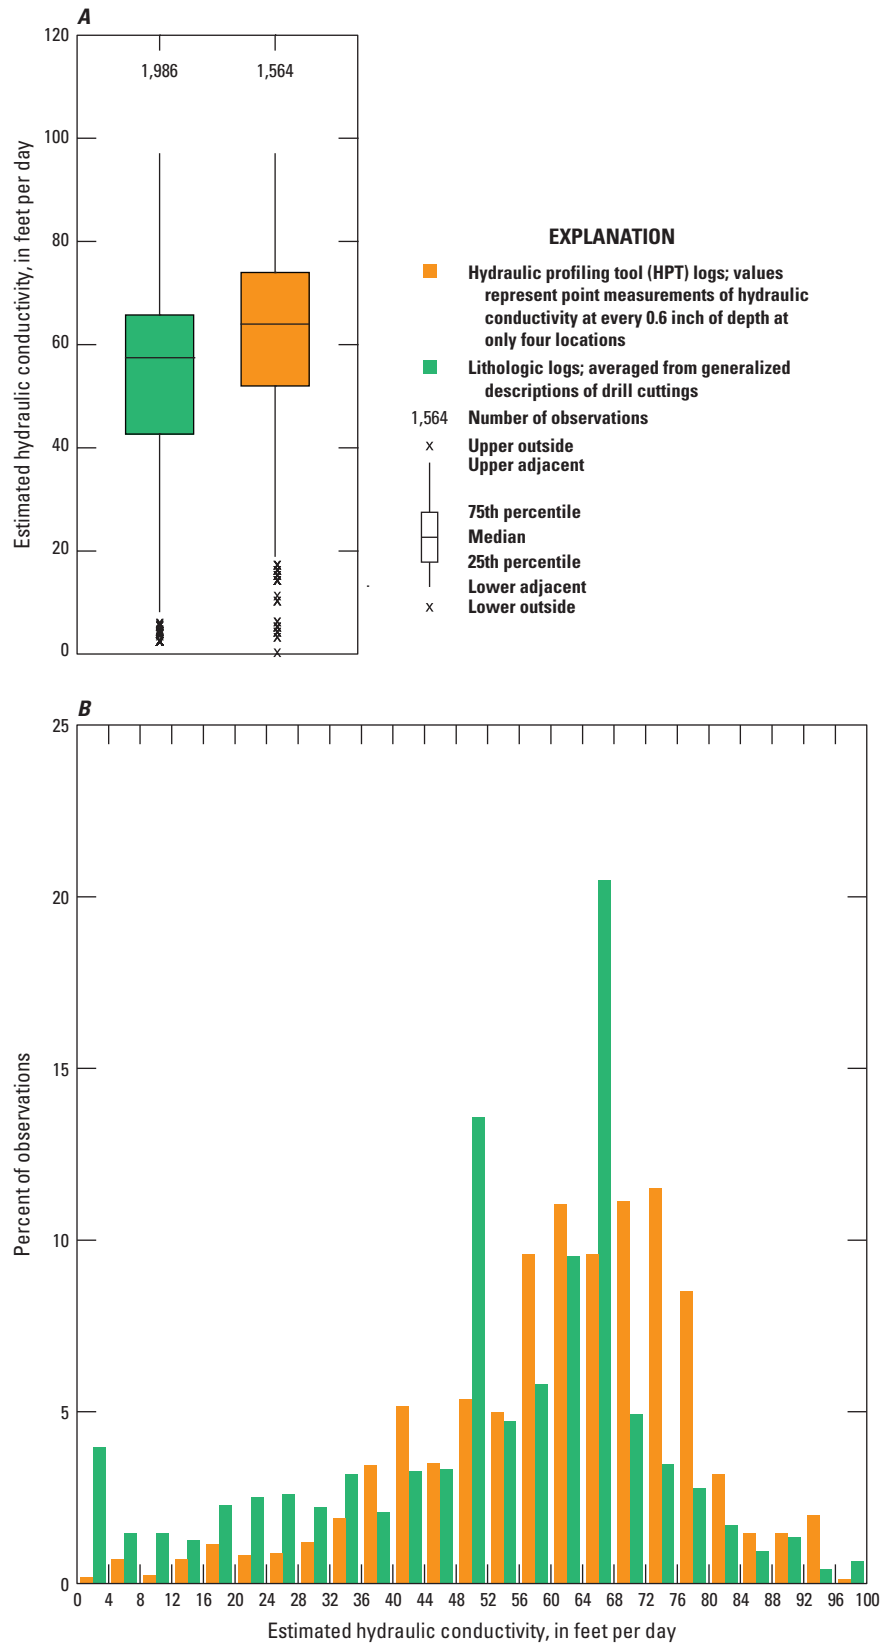 A
120
100
80
60
40
20
0
Estimated hydraulic conductivity, in feet per day
1,986
1,564
EXPLANATION
Hydraulic profiling tool (HPT) logs; values
represent point measurements of hydraulic
conductivity at every 0.6 inch of depth at
only four locations
Lithologic logs; averaged from generalized
descriptions of drill cuttings
1,564 Number of observations
x Upper outside
Upper adjacent
75th percentile
Median
25th percentile
Lower adjacent
x Lower outside
B
25
20
15
10
5
0
Percent of observations
0 4 8 12 16 20 24 28 32 36 40 44 48 52 56 60 64 68 72 76 80 84 88 92 96 100
Estimated hydraulic conductivity, in feet per day